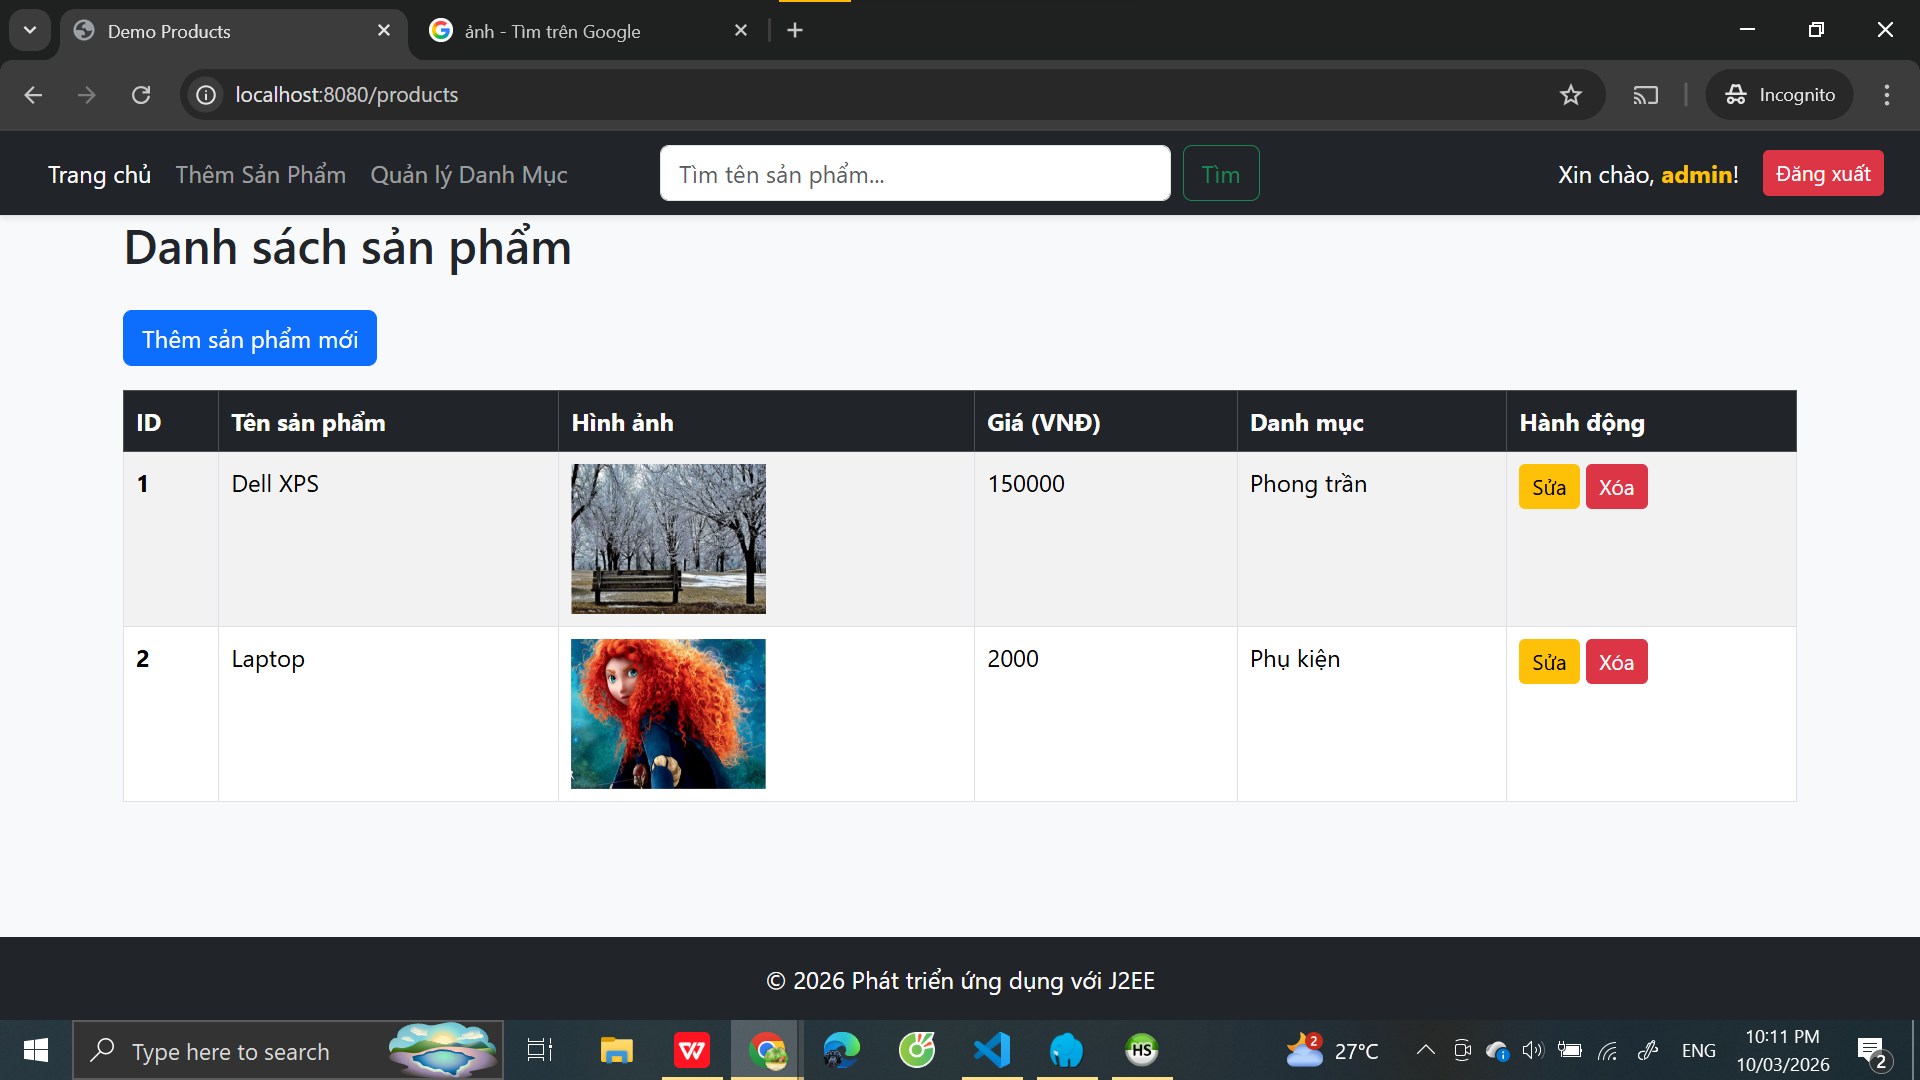 Demo Products
ảnh - Tìm trên Google
localhost:8080/products
Incognito
Trang chủ Thêm Sản Phẩm Quản lý Danh Mục Tìm tên sản phẩm... Tìm Xin chào, admin! Đăng xuất
Danh sách sản phẩm
Thêm sản phẩm mới
ID Tên sản phẩm Hình ảnh Giá (VNĐ) Danh mục Hành động
1 Dell XPS 150000 Phong trần Sửa Xóa
2 Laptop 2000 Phụ kiện Sửa Xóa
© 2026 Phát triển ứng dụng với J2EE
Type here to search
W
HS
2
27°C
ENG
10:11 PM
10/03/2026
2